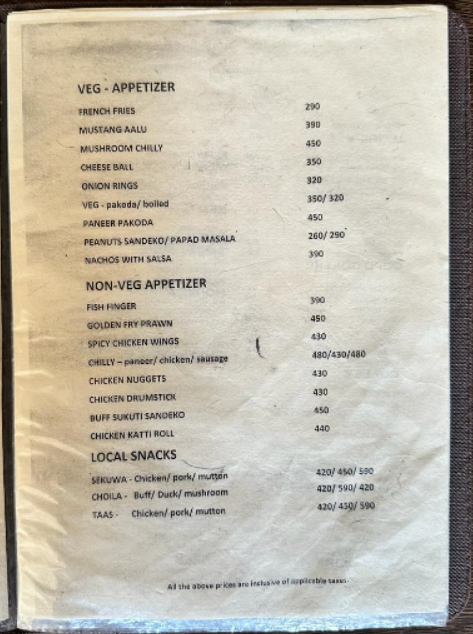 VEG - APPETIZER
FRENCH FRIES 290
MUSTANG AALU 390
MUSHROOM CHILLY 450
CHEESE BALL 350
ONION RINGS 320
VEG - pakoda/ boiled 350/ 320
PANEER PAKODA 450
PEANUTS SANDEKO/ PAPAD MASALA 260/ 290
NACHOS WITH SALSA 390
NON-VEG APPETIZER
FISH FINGER 390
GOLDEN FRY PRAWN 450
SPICY CHICKEN WINGS 430
CHILLY – paneer/ chicken/ sausage 480/430/480
CHICKEN NUGGETS 430
CHICKEN DRUMSTICK 430
BUFF SUKUTI SANDEKO 450
CHICKEN KATTI ROLL 440
LOCAL SNACKS
SEKUWA - Chicken/ pork/ mutton 420/ 450/ 590
CHOILA - Buff/ Duck/ mushroom 420/ 590/ 420
TAAS - Chicken/ pork/ mutton 420/ 450/ 590
All the above prices are inclusive of applicable taxes.